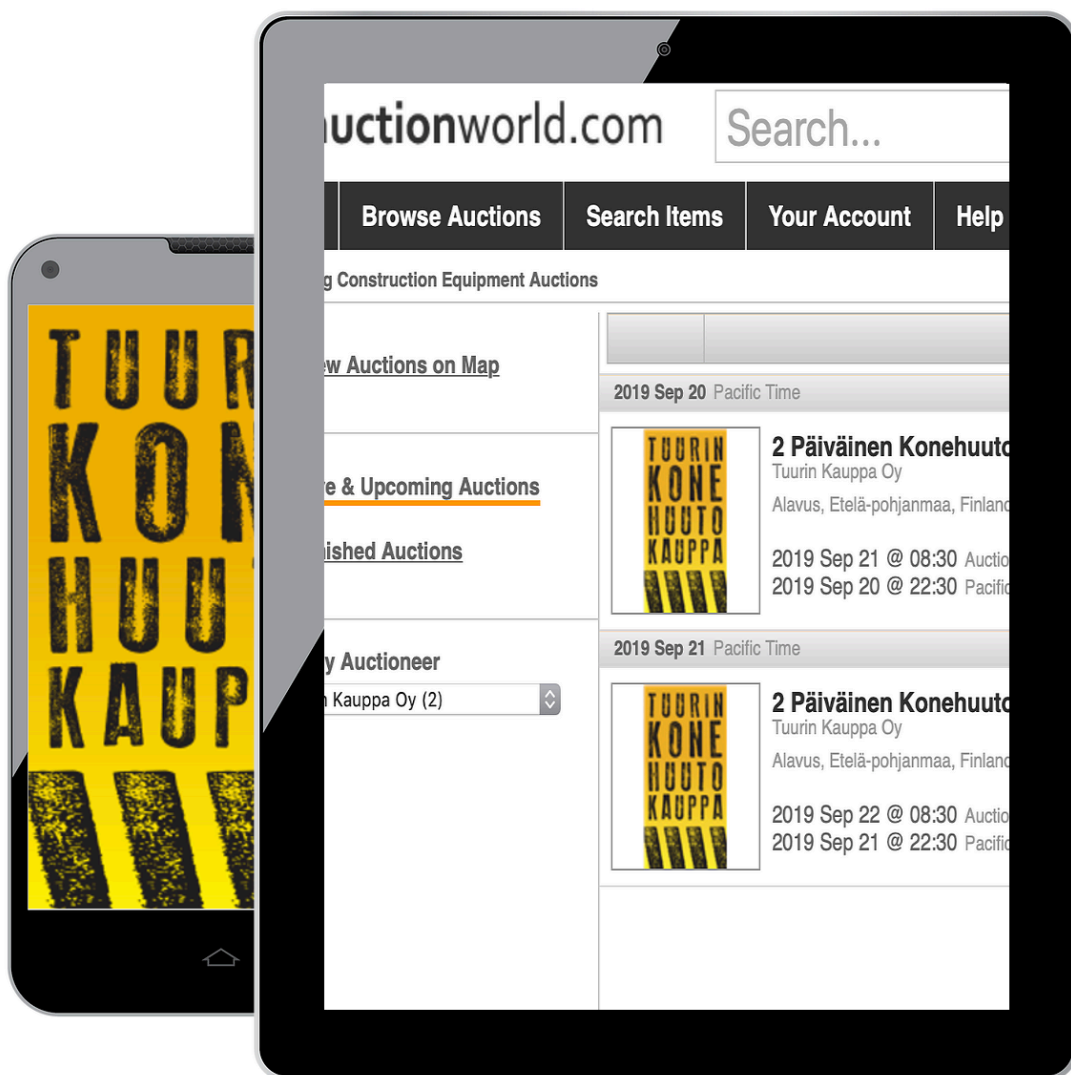 TUURI
KON
HUUT
KAUP
uctionworld.com
Search...
Browse Auctions
Search Items
Your Account
Help
g Construction Equipment Auctions
ew Auctions on Map
e & Upcoming Auctions
ished Auctions
y Auctioneer
n Kauppa Oy (2)
2019 Sep 20 Pacific Time
TUURIN
KONE
HUUTO
KAUPPA
2 Päiväinen Konehuuto
Tuurin Kauppa Oy
Alavus, Etelä-pohjanmaa, Finland
2019 Sep 21 @ 08:30 Auctio
2019 Sep 20 @ 22:30 Pacific
2019 Sep 21 Pacific Time
TUURIN
KONE
HUUTO
KAUPPA
2 Päiväinen Konehuuto
Tuurin Kauppa Oy
Alavus, Etelä-pohjanmaa, Finland
2019 Sep 22 @ 08:30 Auctio
2019 Sep 21 @ 22:30 Pacific